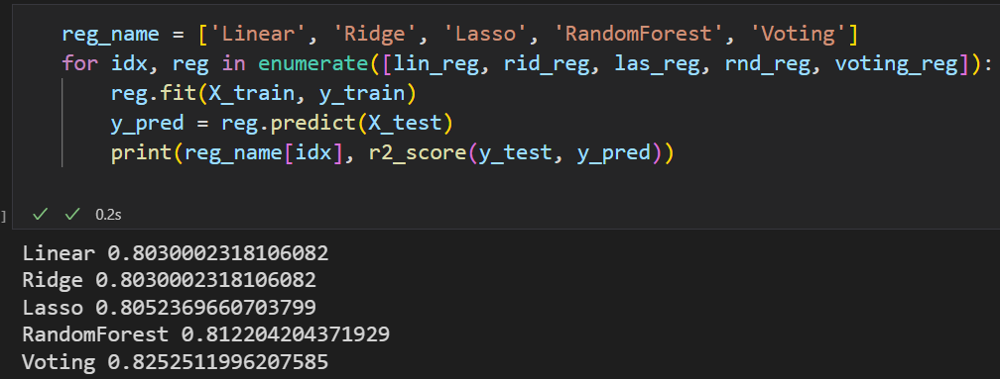 reg_name = ['Linear', 'Ridge', 'Lasso', 'RandomForest', 'Voting']
for idx, reg in enumerate([lin_reg, rid_reg, las_reg, rnd_reg, voting_reg]):
    reg.fit(X_train, y_train)
    y_pred = reg.predict(X_test)
    print(reg_name[idx], r2_score(y_test, y_pred))
] ✓ ✓ 0.2s
Linear 0.8030002318106082
Ridge 0.8030002318106082
Lasso 0.8052369660703799
RandomForest 0.812204204371929
Voting 0.8252511996207585